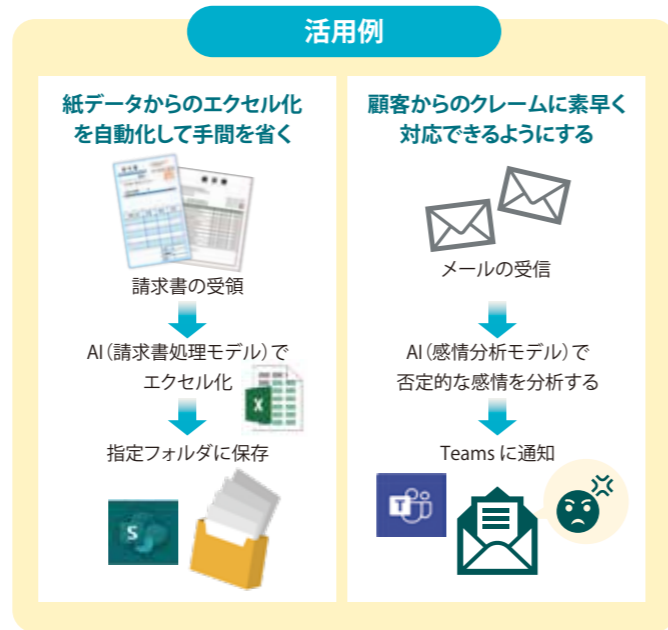 活用例
紙データからのエクセル化
を自動化して手間を省く
請求書の受領
AI（請求書処理モデル）で
エクセル化
X
指定フォルダに保存
S
顧客からのクレームに素早く
対応できるようにする
メールの受信
AI（感情分析モデル）で
否定的な感情を分析する
Teams に通知
T